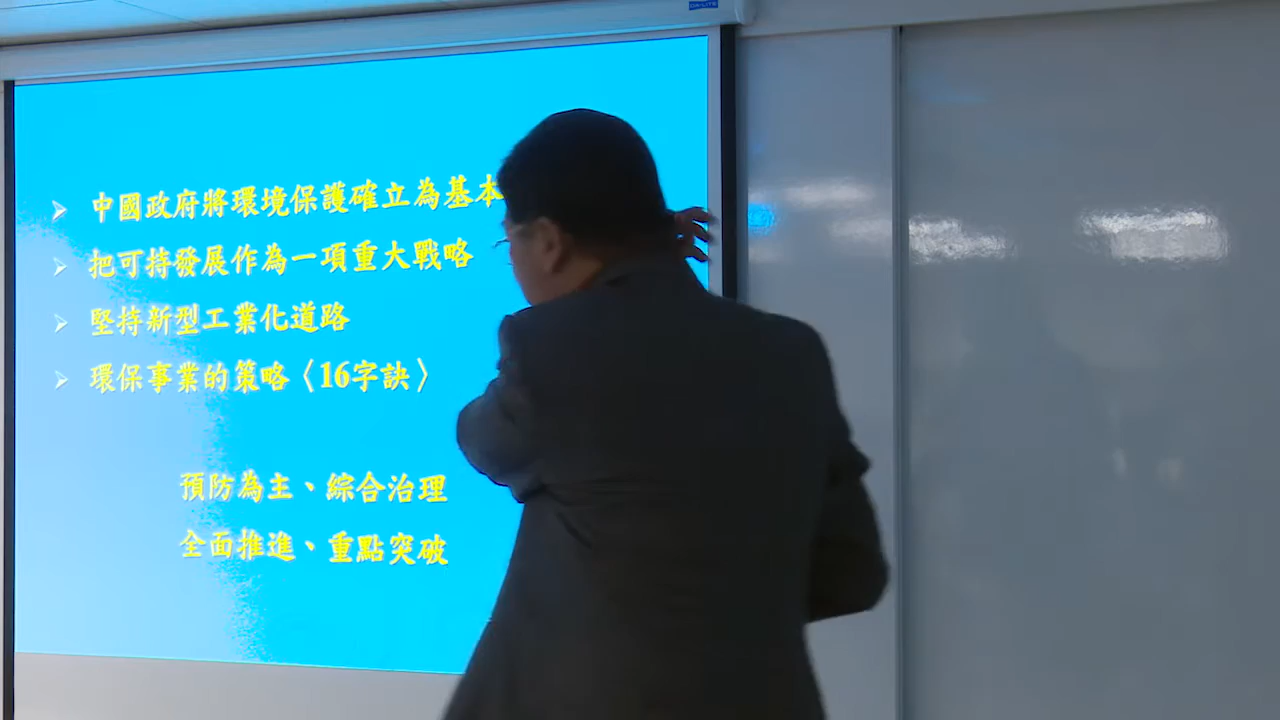 DA-LITE
中國政府將環境保護確立為基本
把可持發展作為一項重大戰略
堅持新型工業化道路
環保事業的策略〈16字訣〉
預防為主、綜合治理
全面推進、重點突破